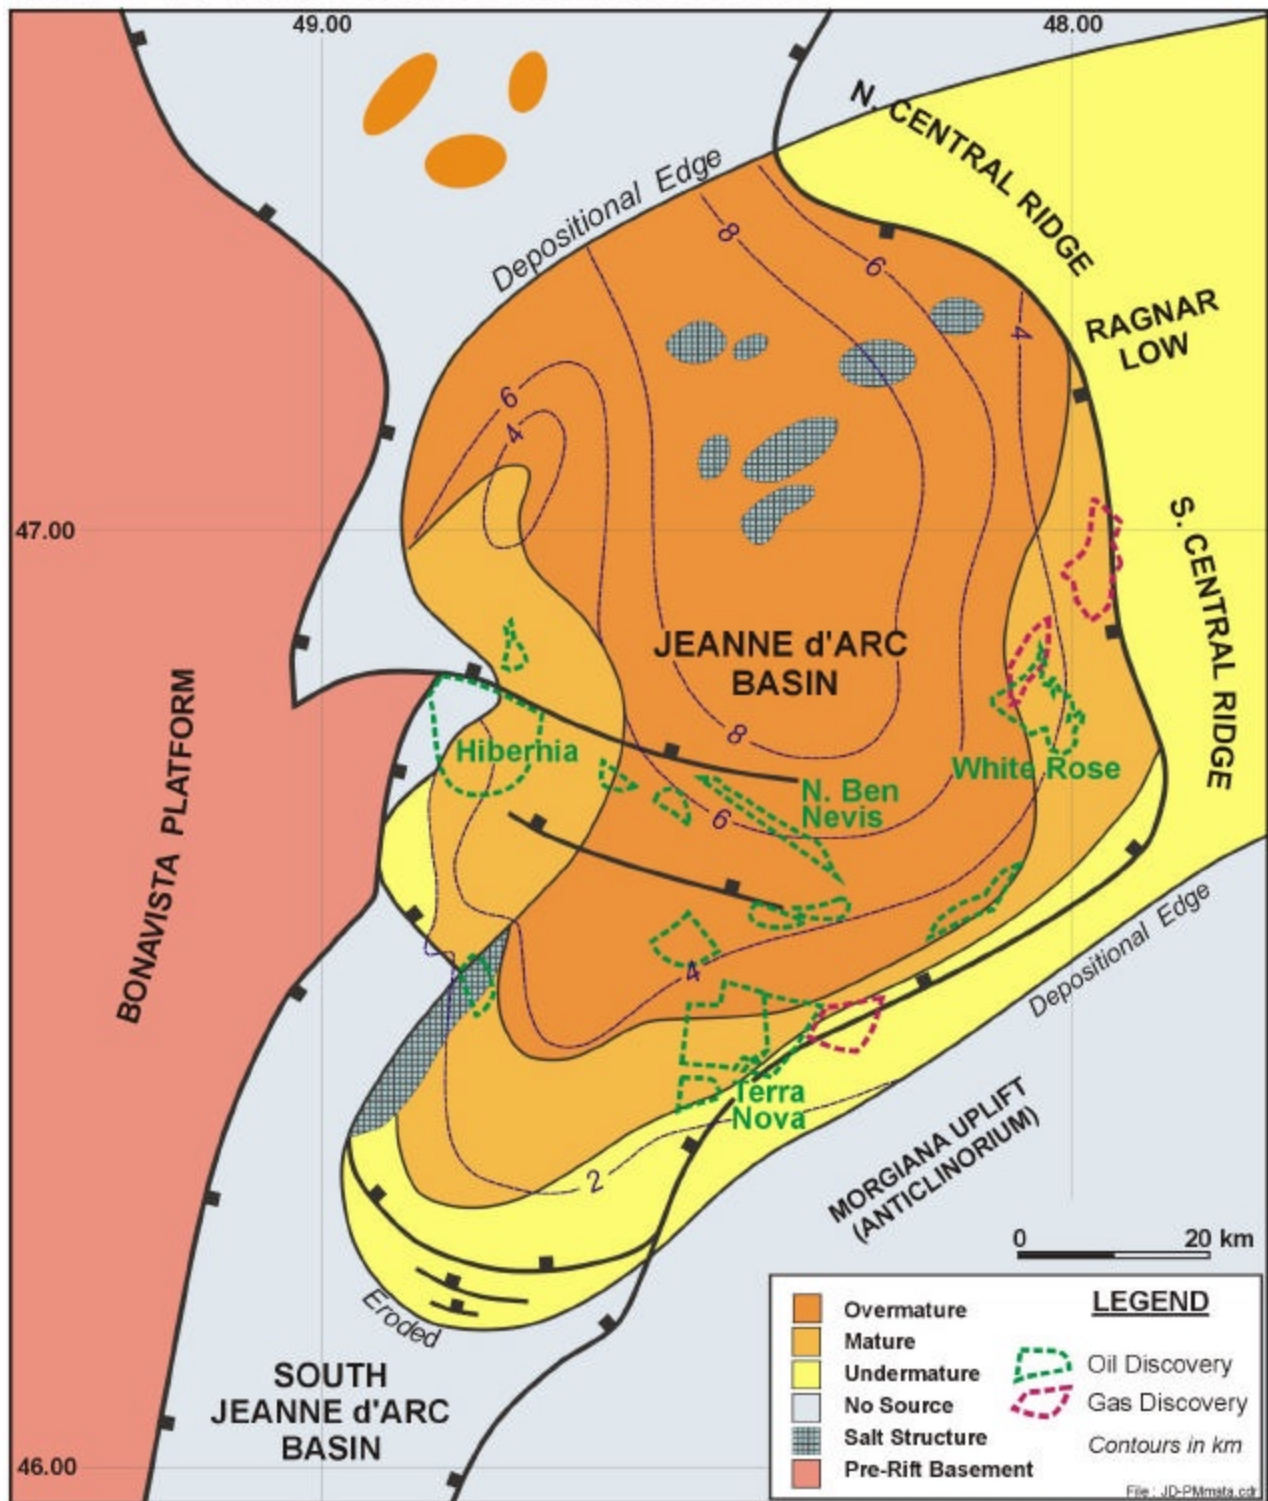 49.00
48.00
N. CENTRAL RIDGE
Depositional Edge
8
6
RAGNAR
LOW
4
6
4
47.00
S. CENTRAL RIDGE
JEANNE d'ARC
BASIN
BONAVISTA PLATFORM
8
Hibernia
White Rose
N. Ben
Nevis
6
Depositional Edge
4
Terra
Nova
MORGIANA UPLIFT
(ANTICLINORIUM)
2
0 20 km
Eroded
SOUTH
JEANNE d'ARC
BASIN
46.00
LEGEND
Overmature
Mature
Undermature
No Source
Salt Structure
Pre-Rift Basement
Oil Discovery
Gas Discovery
Contours in km
File : JD-PMmata.cdr